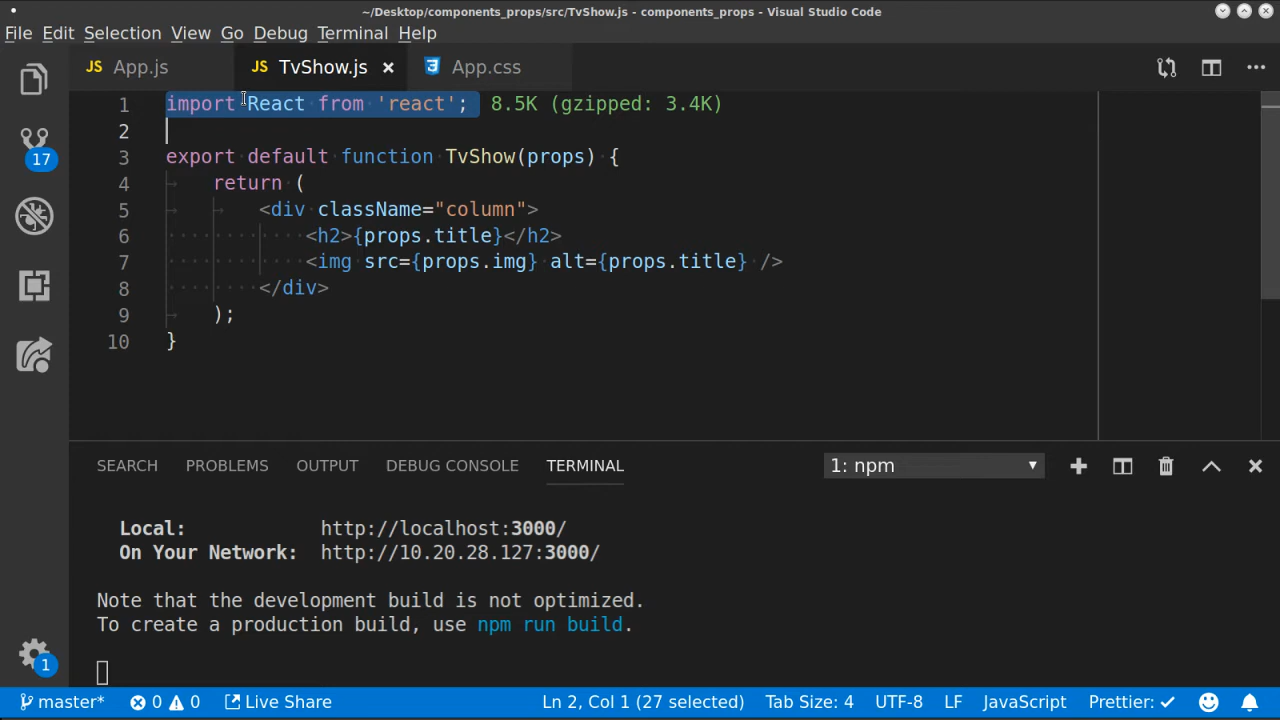 ~/Desktop/components_props/src/TvShow.js - components_props - Visual Studio Code
File Edit Selection View Go Debug Terminal Help
JS App.js JS TvShow.js × App.css
1 import React from 'react'; 8.5K (gzipped: 3.4K)
2
3 export default function TvShow(props) {
4 return (
5 <div className="column">
6 <h2>{props.title}</h2>
7 <img src={props.img} alt={props.title} />
8 </div>
9 );
10 }
17
SEARCH PROBLEMS OUTPUT DEBUG CONSOLE TERMINAL 1: npm
Local: http://localhost:3000/
On Your Network: http://10.20.28.127:3000/
Note that the development build is not optimized.
To create a production build, use npm run build.
1
master* 0 0 Live Share Ln 2, Col 1 (27 selected) Tab Size: 4 UTF-8 LF JavaScript Prettier: ✓